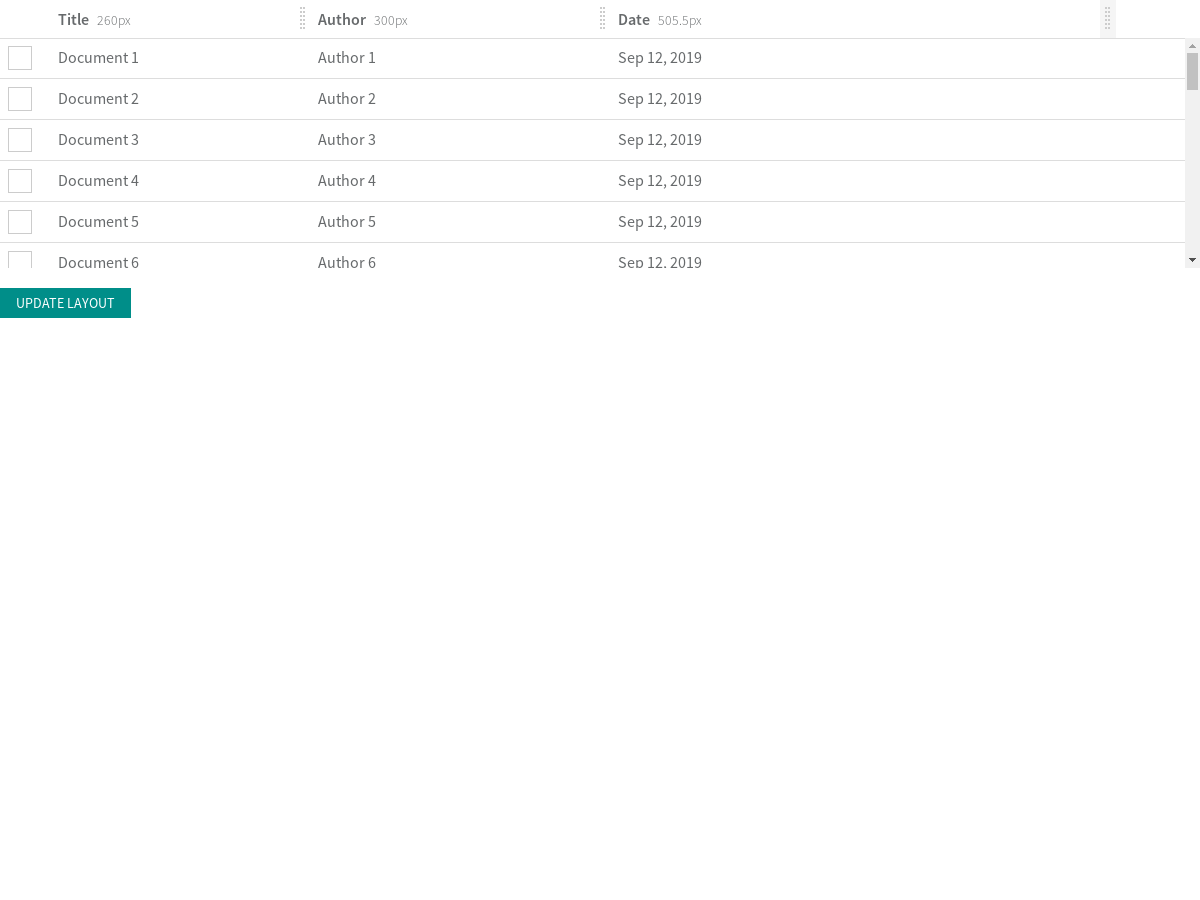 Title 260px Author 300px Date 505.5px
Document 1 Author 1 Sep 12, 2019
Document 2 Author 2 Sep 12, 2019
Document 3 Author 3 Sep 12, 2019
Document 4 Author 4 Sep 12, 2019
Document 5 Author 5 Sep 12, 2019
Document 6 Author 6 Sep 12, 2019
UPDATE LAYOUT